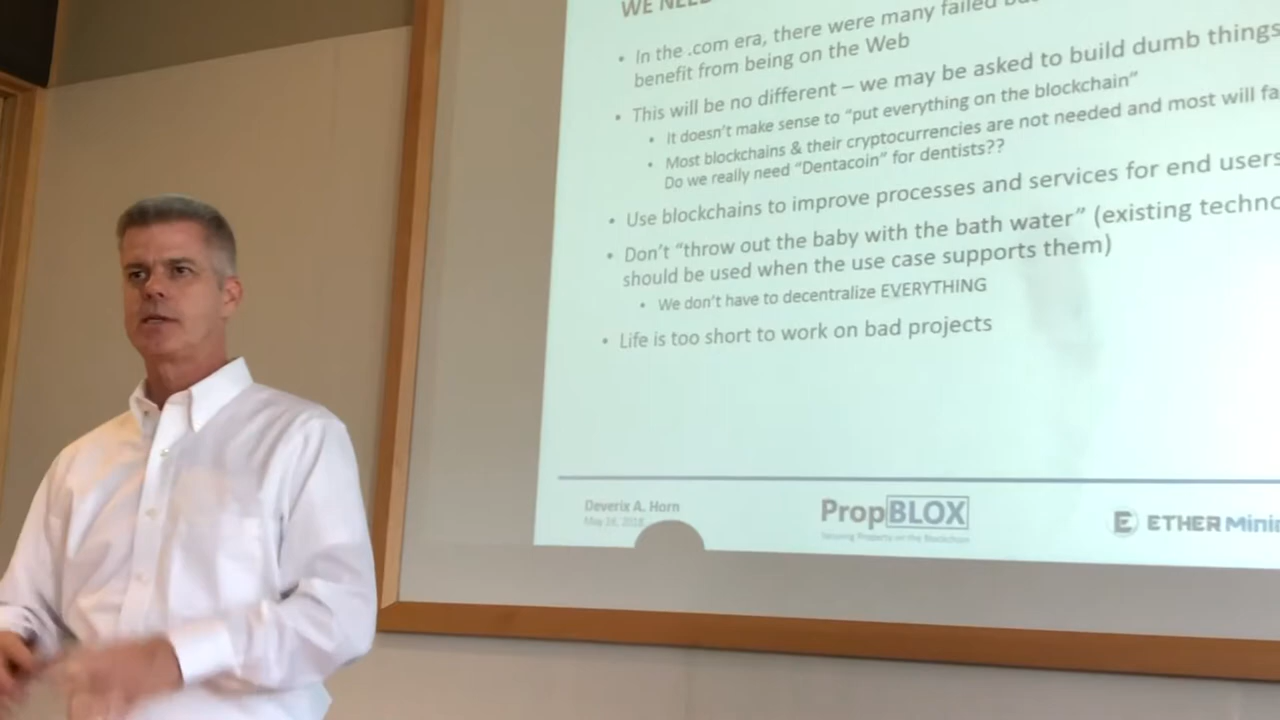 WE NEED
• In the .com era, there were many failed
benefit from being on the Web
• This will be no different – we may be asked to build dumb things
• It doesn't make sense to “put everything on the blockchain”
• Most blockchains & their cryptocurrencies are not needed and most will
Do we really need “Dentacoin” for dentists??
• Use blockchains to improve processes and services for end users
• Don't “throw out the baby with the bath water” (existing
should be used when the use case supports them)
• We don't have to decentralize EVERYTHING
• Life is too short to work on bad projects
Deverix A. Horn
PropBLOX
E ETHER